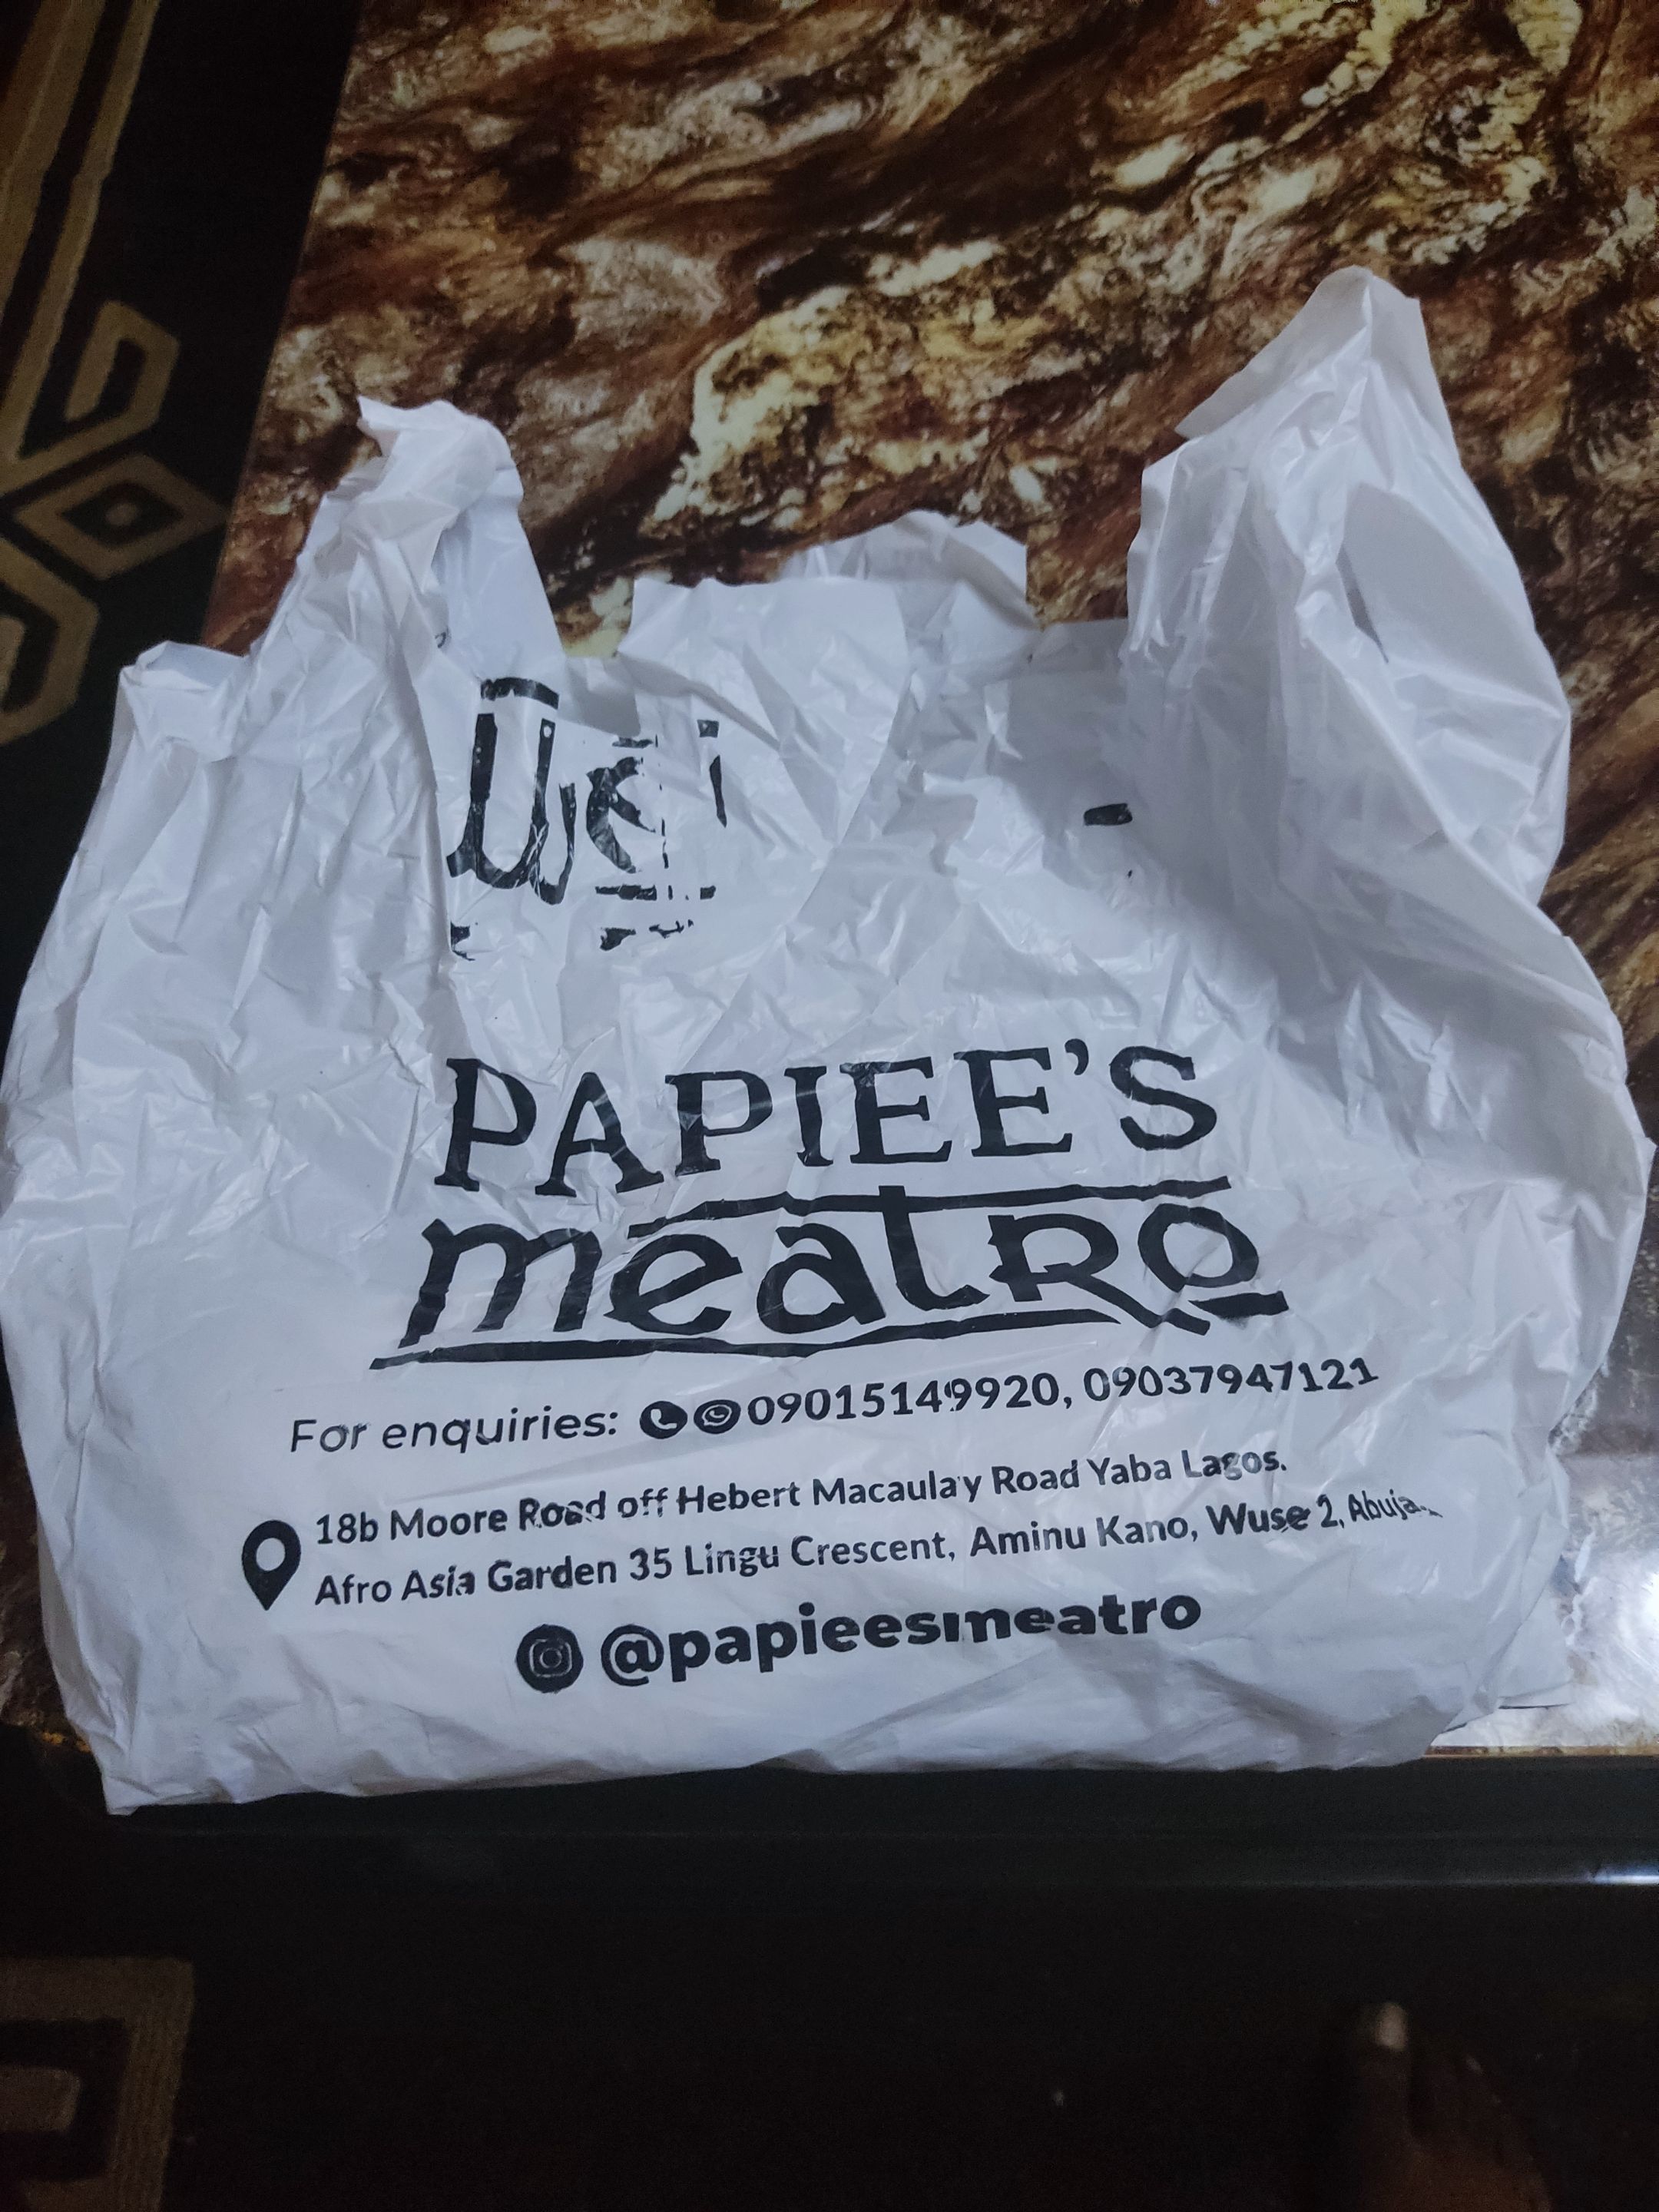 PAPIEE'S
meatRo
For enquiries: 09015149920, 09037947121
18b Moore Road off Hebert Macaulay Road Yaba Lagos.
Afro Asia Garden 35 Lingu Crescent, Aminu Kano, Wuse 2, Abuja.
@papieesmeatro